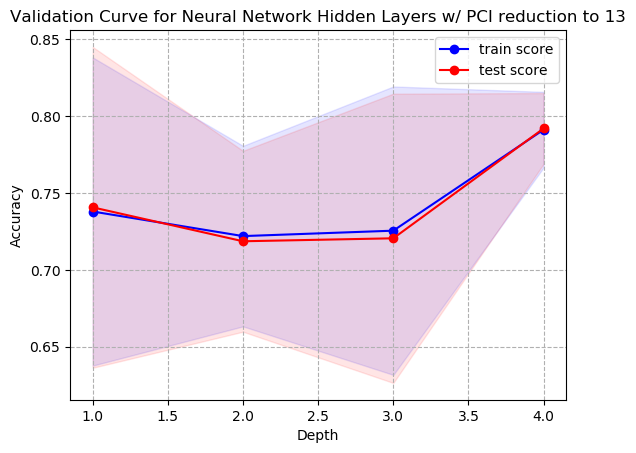 Validation Curve for Neural Network Hidden Layers w/ PCI reduction to 13
0.85
0.80
0.75
0.70
0.65
Accuracy
train score
test score
1.0 1.5 2.0 2.5 3.0 3.5 4.0
Depth